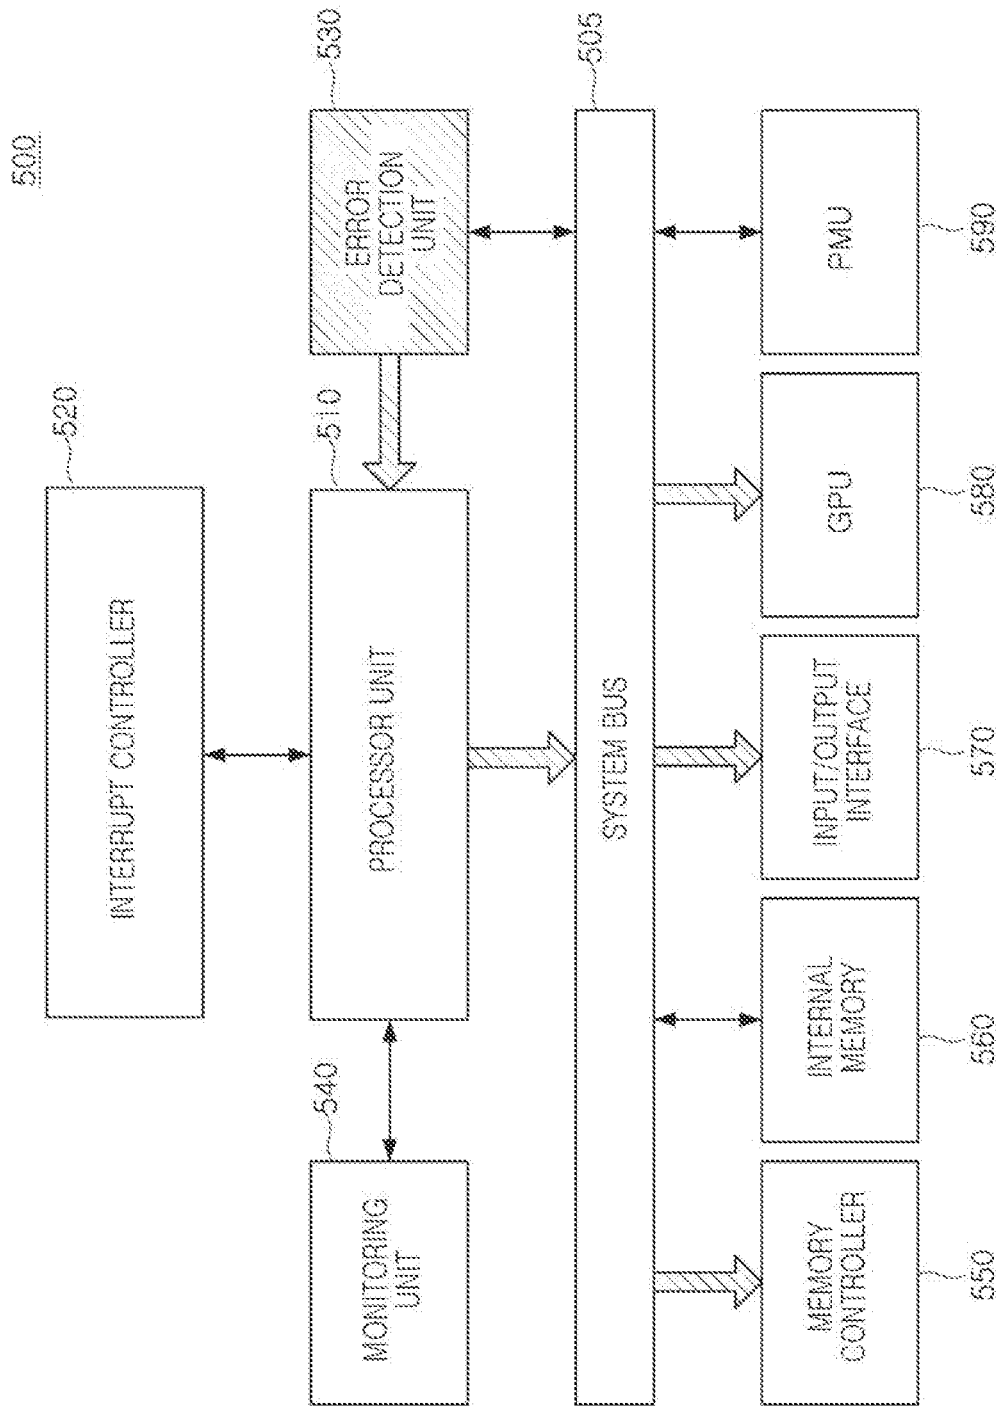 500
520
INTERRUPT CONTROLLER
540
MONITORING
UNIT
510
PROCESSOR UNIT
530
ERROR
DETECTION
UNIT
505
SYSTEM BUS
MEMORY
CONTROLLER
550
INTERNAL
MEMORY
560
INPUT/OUTPUT
INTERFACE
570
GPU
580
PMU
590